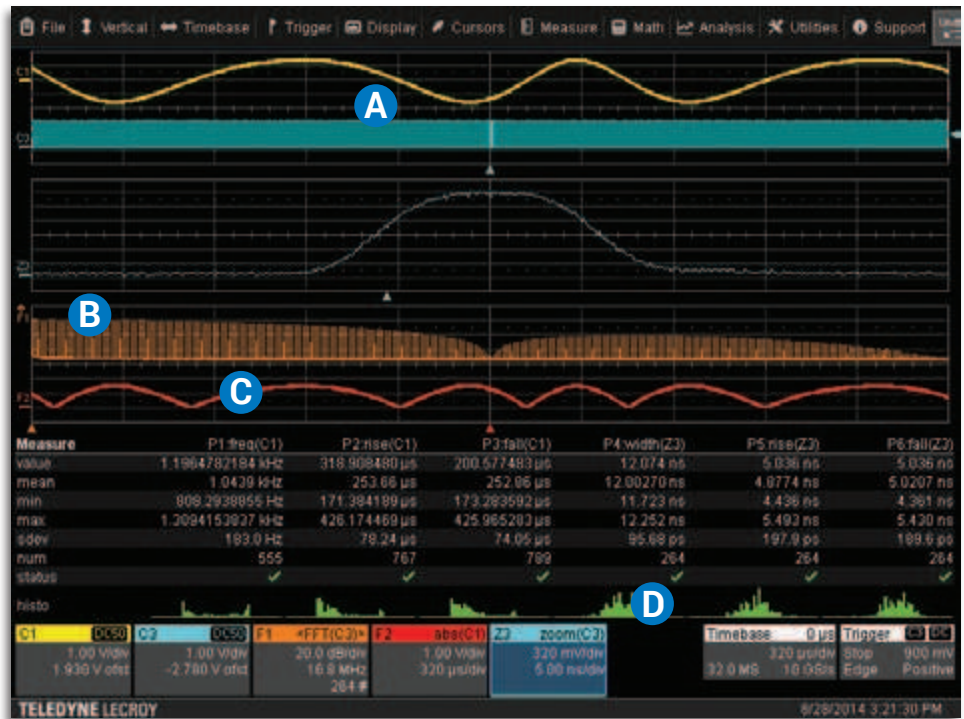 File Vertical Timebase Trigger Display Cursors Measure Math Analysis Utilities Support
C1
A
C3
B
F1
C
F2
Measure P1:freq(C1) P2:rise(C1) P3:fall(C1) P4:width(Z3) P5:rise(Z3) P6:fall(Z3)
value 1.1964782184 kHz 318.908480 µs 200.577483 µs 12.074 ns 5.036 ns 5.036 ns
mean 1.0439 kHz 253.66 µs 252.86 µs 12.00270 ns 4.8774 ns 5.0207 ns
min 808.2938855 Hz 171.384189 µs 173.283592 µs 11.723 ns 4.436 ns 4.361 ns
max 1.3094153837 kHz 426.174469 µs 425.965283 µs 12.252 ns 5.493 ns 5.430 ns
sdev 183.0 Hz 78.24 µs 74.05 µs 95.68 ps 197.9 ps 189.6 ps
num 555 767 789 264 264 264
status
histo D
C1 DC50 C3 DC50 F1 <FFT(C3)> F2 abs(C1) Z3 zoom(C3) Timebase 0 µs Trigger C3 DC
1.00 V/div 1.00 V/div 20.0 dB/div 1.00 V/div 320 mV/div 320 µs/div Stop 900 mV
1.936 V ofst -2.780 V ofst 16.8 MHz 320 µs/div 5.00 ns/div 32.0 MS 10 GS/s Edge Positive
264 #
TELEDYNE LECROY 8/28/2014 3:21:30 PM